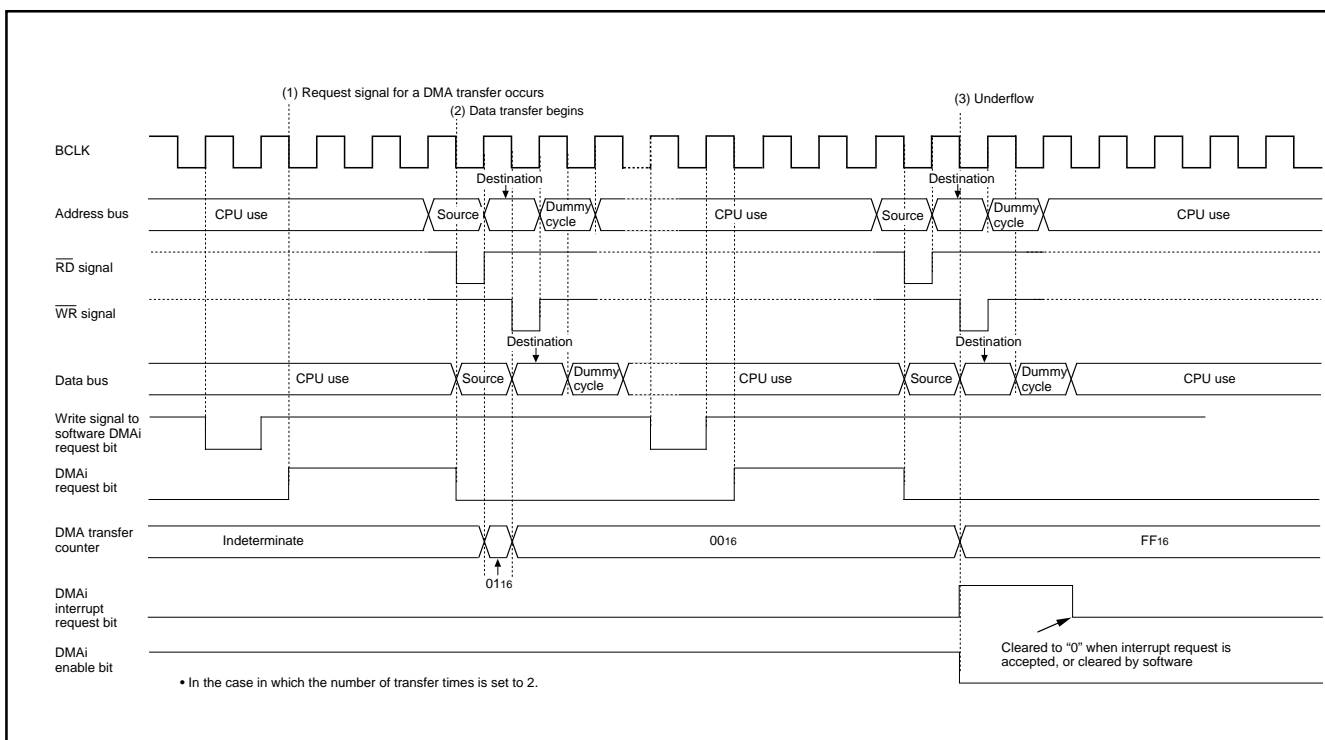 (1) Request signal for a DMA transfer occurs
(2) Data transfer begins
(3) Underflow
BCLK
Destination
Destination
Address bus
CPU use
Source
Dummy
cycle
CPU use
Source
Dummy
cycle
CPU use
RD signal
WR signal
Destination
Destination
Data bus
CPU use
Source
Dummy
cycle
CPU use
Source
Dummy
cycle
CPU use
Write signal to
software DMAi
request bit
DMAi
request bit
DMA transfer
counter
Indeterminate
0116
0016
FF16
DMAi
interrupt
request bit
Cleared to “0” when interrupt request is
accepted, or cleared by software
DMAi
enable bit
• In the case in which the number of transfer times is set to 2.